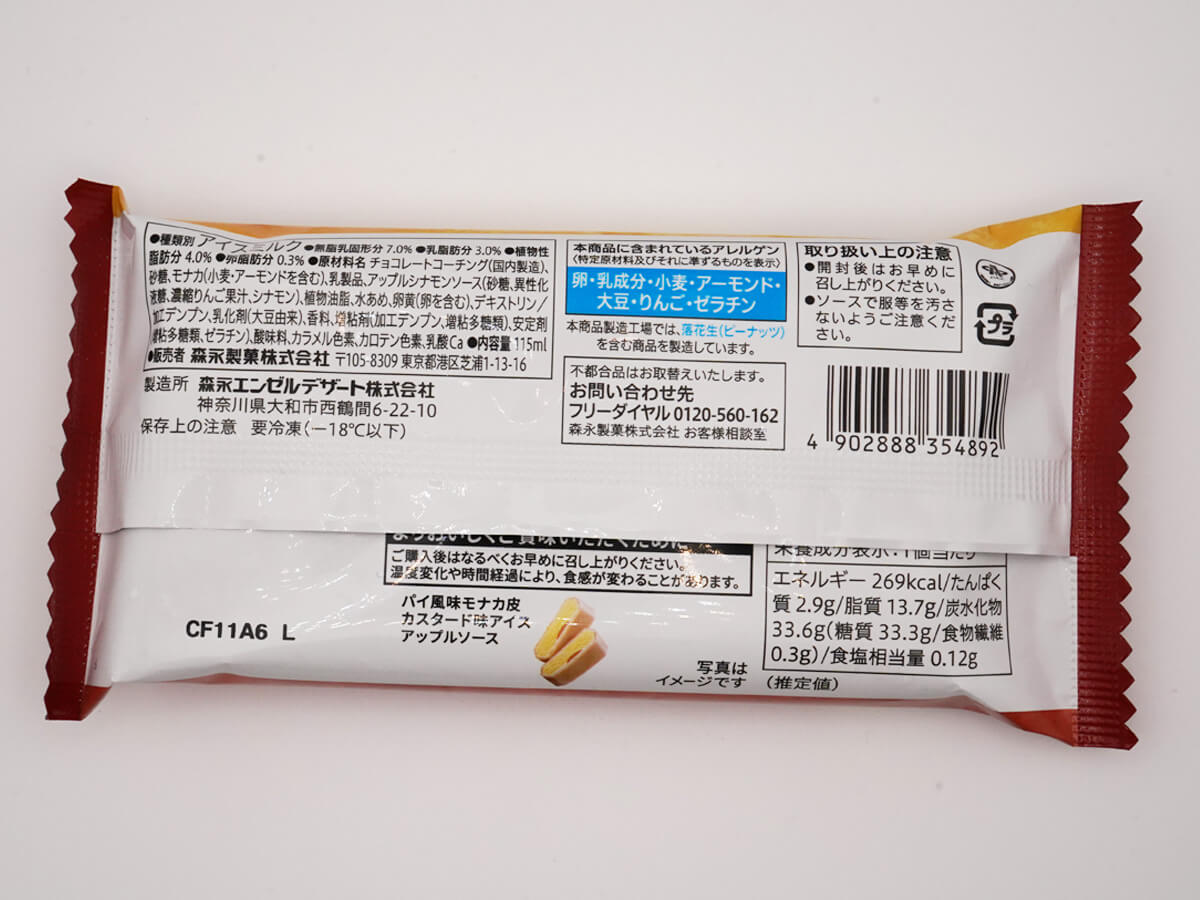 ●種類別 アイスミルク ●無脂乳固形分 7.0% ●乳脂肪分 3.0% ●植物性
脂肪分 4.0% ●卵脂肪分 0.3% ●原材料名 チョコレートコーチング(国内製造)、
砂糖、モナカ(小麦・アーモンドを含む)、乳製品、アップルシナモンソース(砂糖、異性化
液糖、濃縮りんご果汁、シナモン)、植物油脂、水あめ、卵黄(卵を含む)、デキストリン/
加工デンプン、乳化剤(大豆由来)、香料、増粘剤(加工デンプン、増粘多糖類)、安定剤
(増粘多糖類、ゼラチン)、酸味料、カラメル色素、カロテン色素、乳酸Ca ●内容量 115ml
●販売者 森永製菓株式会社 〒105-8309 東京都港区芝浦1-13-16
製造所 森永エンゼルデザート株式会社
神奈川県大和市西鶴間6-22-10
保存上の注意 要冷凍(－18℃以下)
本商品に含まれているアレルゲン
〈特定原材料及びそれに準ずるものを表示〉
卵・乳成分・小麦・アーモンド・
大豆・りんご・ゼラチン
本商品製造工場では、落花生(ピーナッツ)
を含む商品を製造しています。
不都合品はお取替えいたします。
お問い合わせ先
フリーダイヤル 0120-560-162
森永製菓株式会社 お客様相談室
取り扱い上の注意
●開封後はお早めに
召し上がりください。
●ソースで服等を汚さ
ないようご注意くださ
い。
プラ
4 902888 354892
よりおいしくご賞味いただくために
ご購入後はなるべくお早めに召し上がりください。
温度変化や時間経過により、食感が変わることがあります。
パイ風味モナカ皮
カスタード味アイス
アップルソース
CF11A6 L
写真は
イメージです
栄養成分表示:1個当たり
エネルギー 269kcal/たんぱく
質 2.9g/脂質 13.7g/炭水化物
33.6g(糖質 33.3g/食物繊維
0.3g)/食塩相当量 0.12g
(推定値)